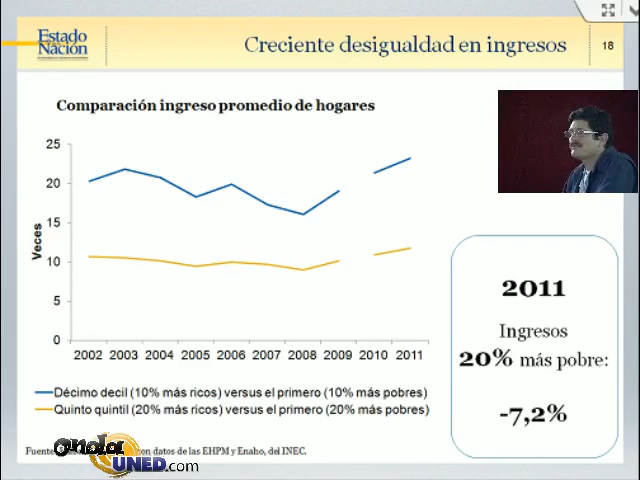 Estado
Nación
Creciente desigualdad en ingresos
18
Comparación ingreso promedio de hogares
25
20
15
10
5
0
Veces
2002 2003 2004 2005 2006 2007 2008 2009 2010 2011
Décimo decil (10% más ricos) versus el primero (10% más pobres)
Quinto quintil (20% más ricos) versus el primero (20% más pobres)
2011
Ingresos
20% más pobre:
-7,2%
Fuente: con datos de las EHPM y Enaho, del INEC.
onda
UNED.com